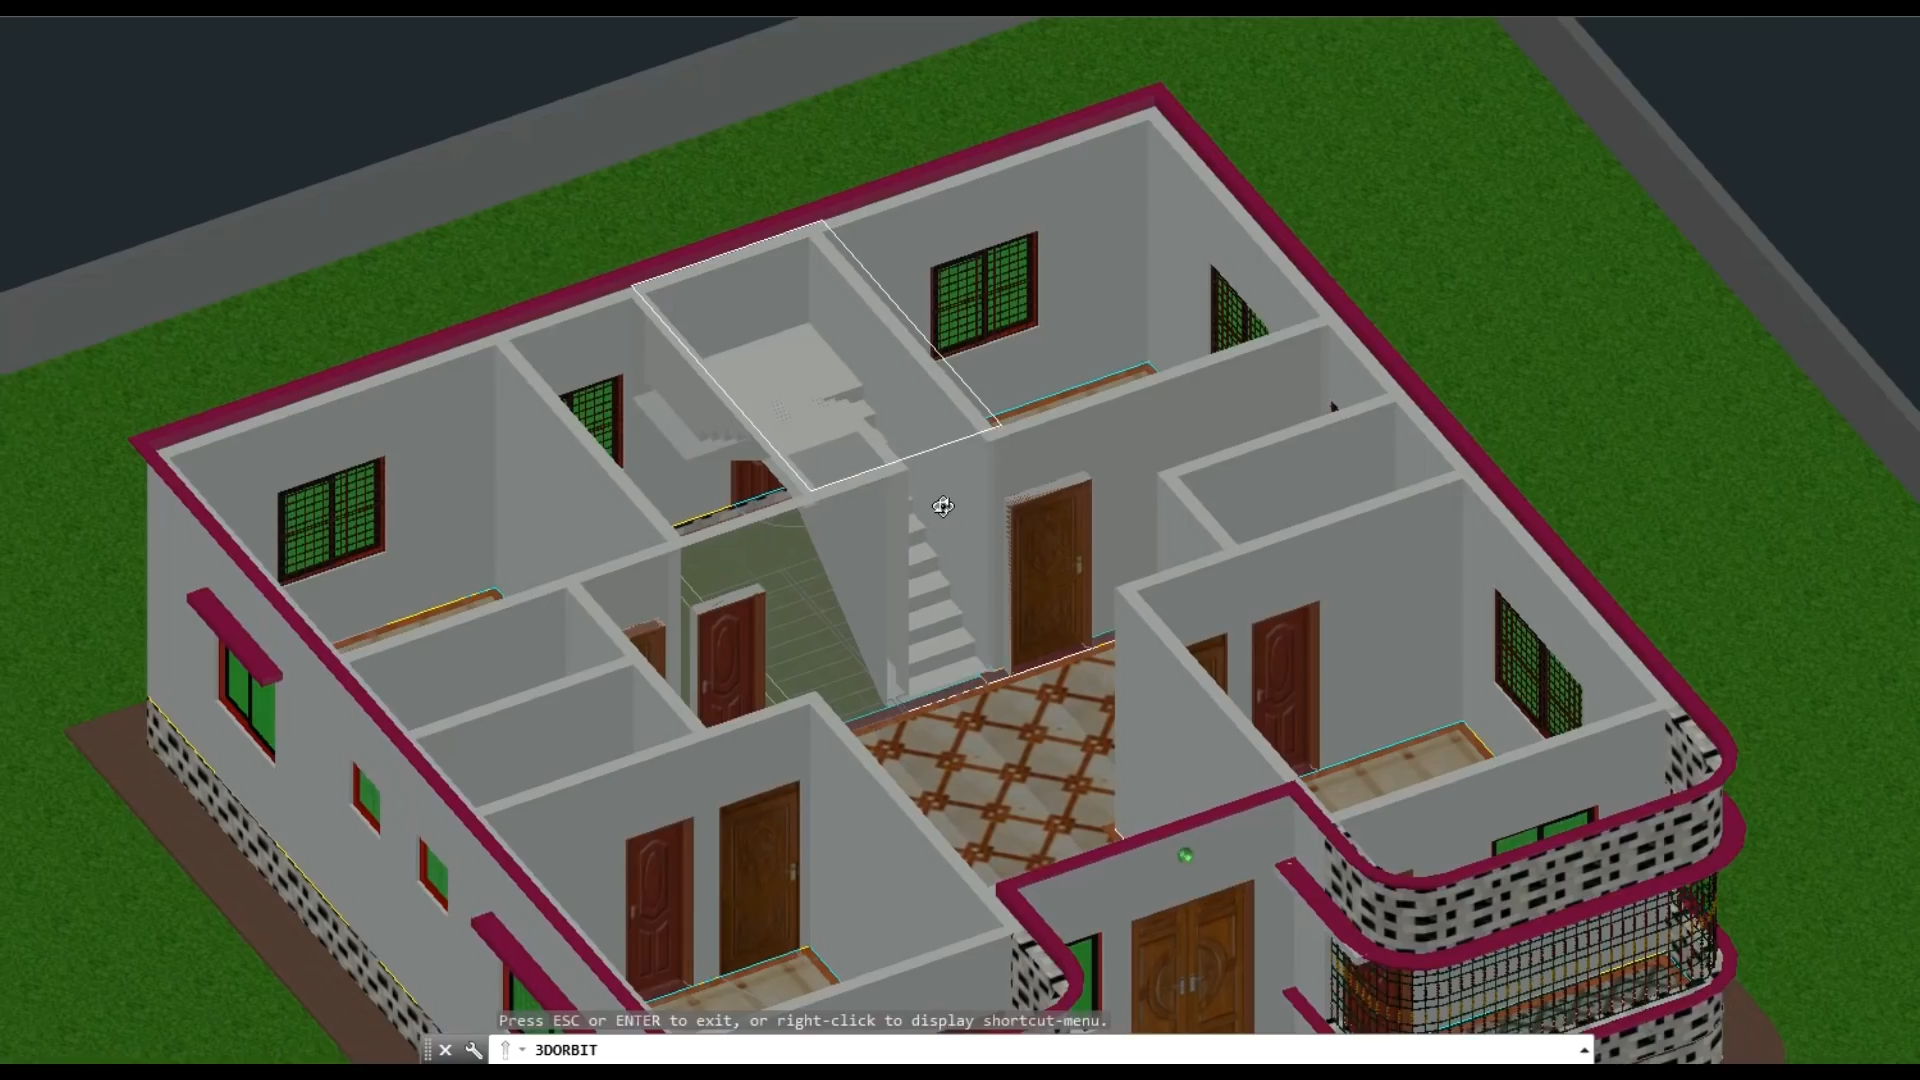 Press ESC or ENTER to exit, or right-click to display shortcut-menu.
3DORBIT